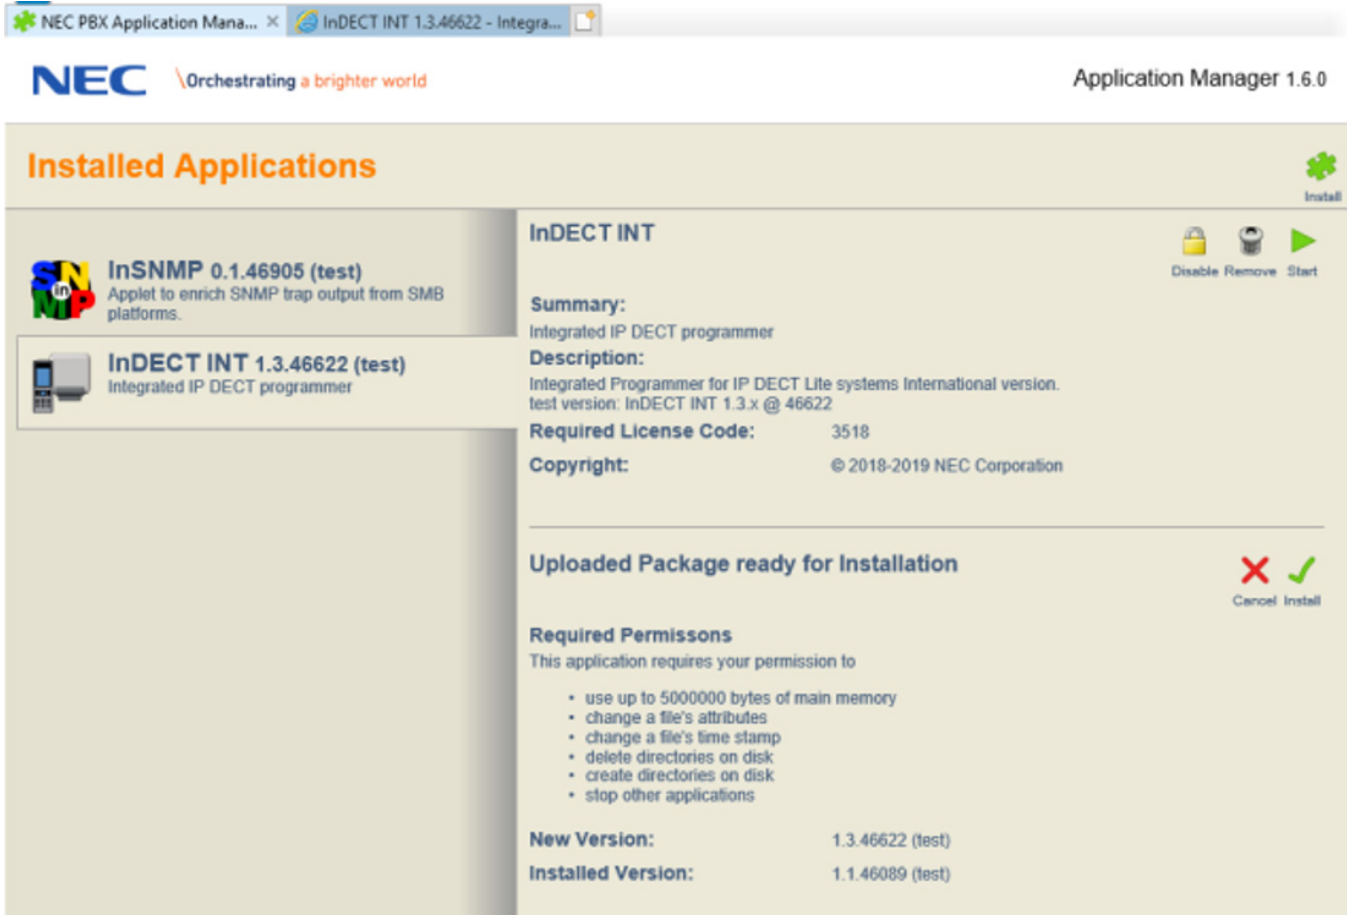 NEC PBX Application Mana...
InDECT INT 1.3.46622 - Integra...
NEC
\Orchestrating a brighter world
Application Manager 1.6.0
Installed Applications
Install
SN
in
MP
InSNMP 0.1.46905 (test)
Applet to enrich SNMP trap output from SMB
platforms.
InDECT INT 1.3.46622 (test)
Integrated IP DECT programmer
InDECT INT
Disable Remove Start
Summary:
Integrated IP DECT programmer
Description:
Integrated Programmer for IP DECT Lite systems International version.
test version: InDECT INT 1.3.x @ 46622
Required License Code: 3518
Copyright: © 2018-2019 NEC Corporation
Uploaded Package ready for Installation
Cancel Install
Required Permissons
This application requires your permission to
• use up to 5000000 bytes of main memory
• change a file's attributes
• change a file's time stamp
• delete directories on disk
• create directories on disk
• stop other applications
New Version: 1.3.46622 (test)
Installed Version: 1.1.46089 (test)